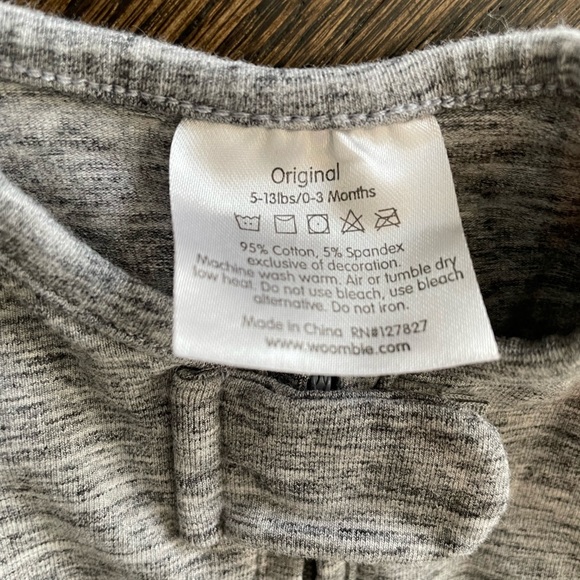 Original
5-13lbs/0-3 Months
95% Cotton, 5% Spandex
exclusive of decoration.
Machine wash warm. Air or tumble dry
low heat. Do not use bleach, use bleach
alternative. Do not iron.
Made in China RN#127827
www.woombie.com